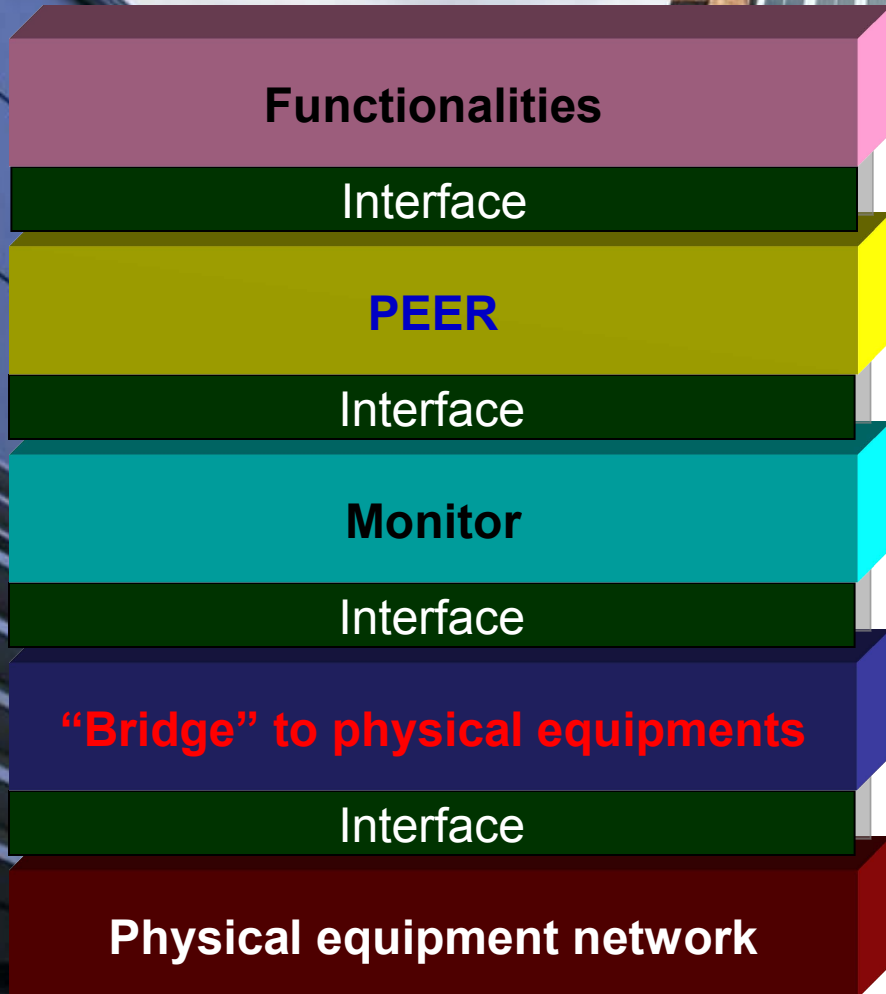 Functionalities
Interface
PEER
Interface
Monitor
Interface
“Bridge” to physical equipments
Interface
Physical equipment network